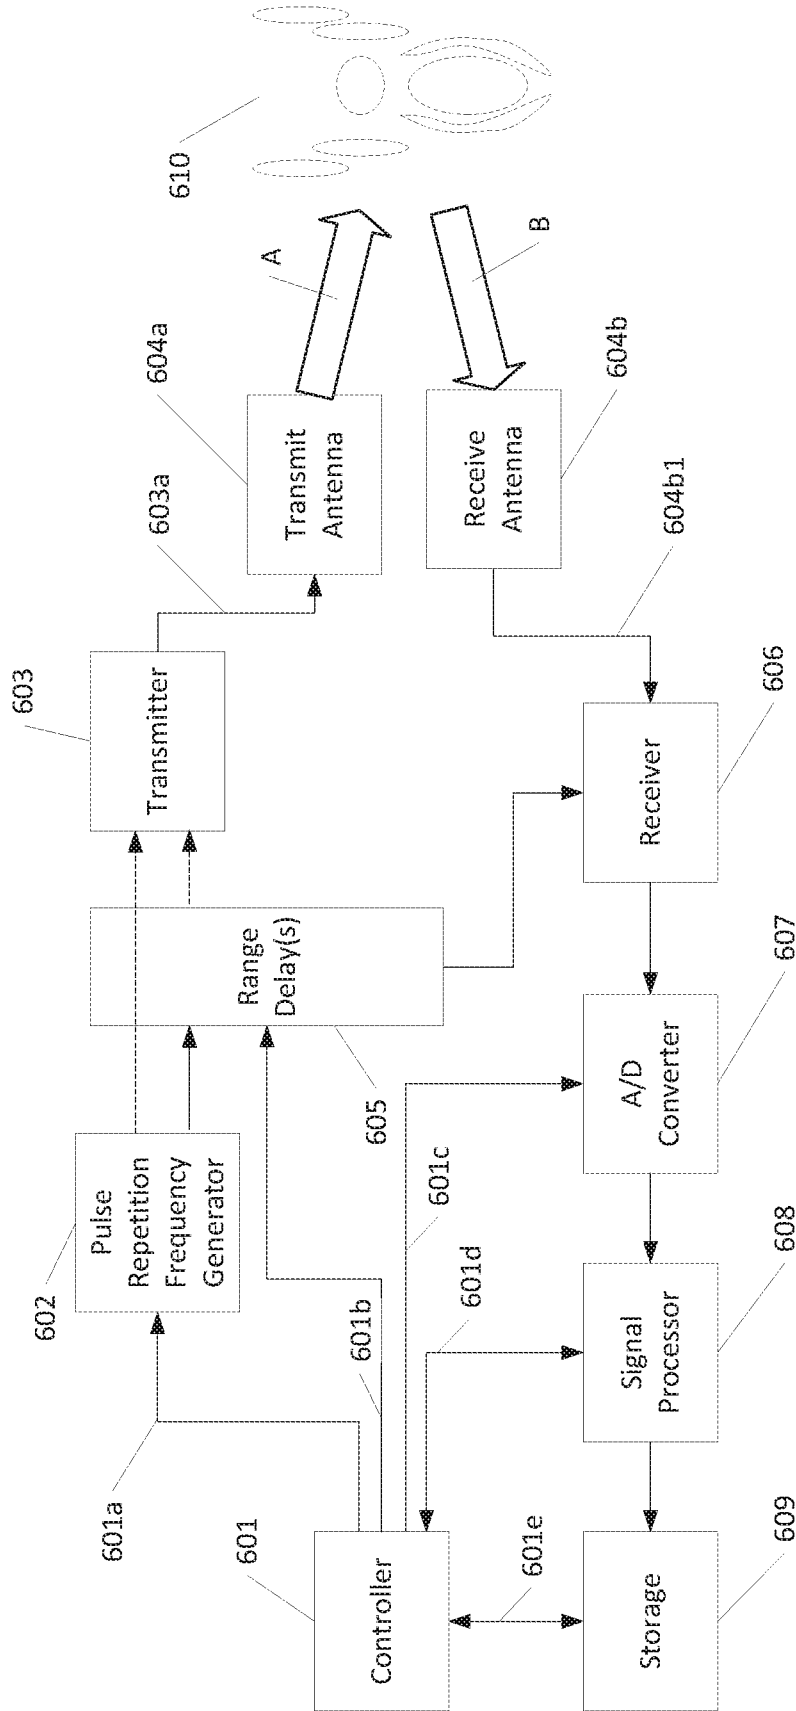 603
602
601a
Pulse
Repetition
Frequency
Generator
Transmitter
603a
604a
610
601
Range
Delay(s)
A
Transmit
Antenna
601b
605
Controller
601c
601d
Receive
Antenna
B
601e
604b
Storage
Signal
Processor
A/D
Converter
Receiver
604b1
609
608
607
606